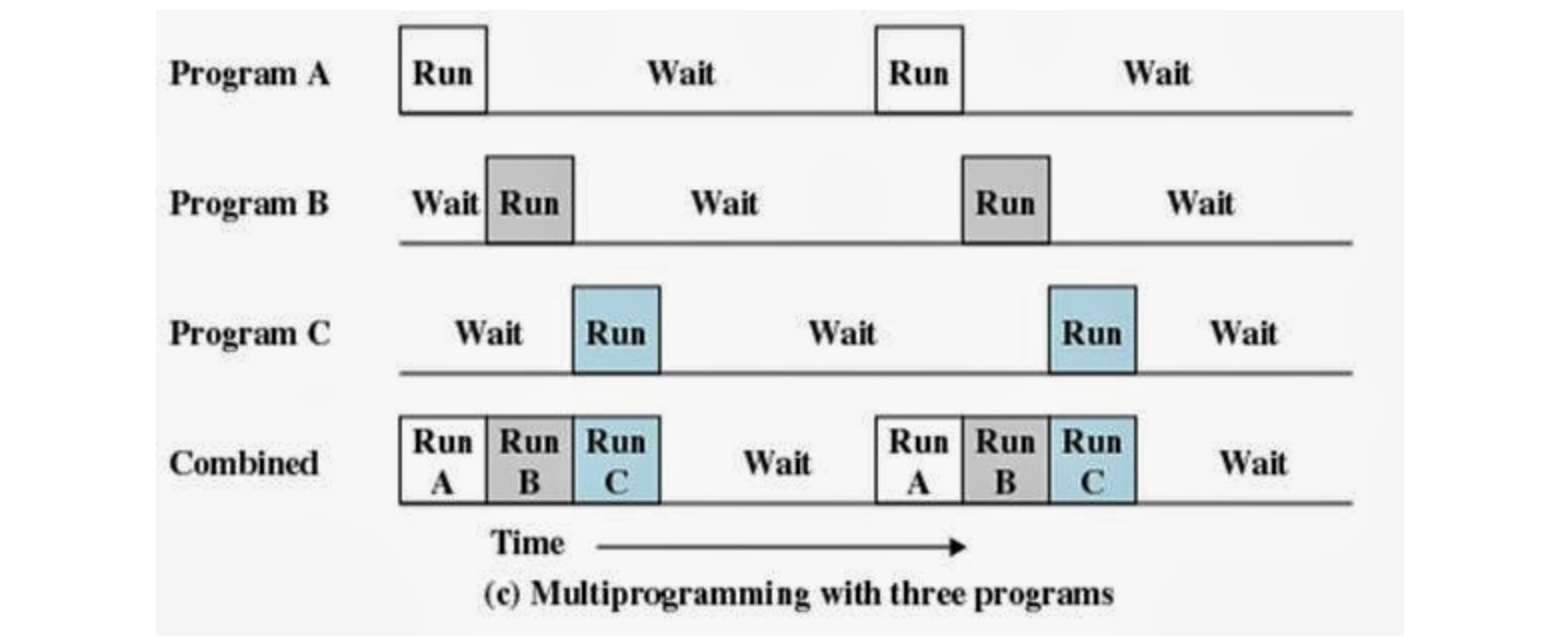 Program A Run Wait Run Wait
Program B Wait Run Wait Run Wait
Program C Wait Run Wait Run Wait
Combined Run A Run B Run C Wait Run A Run B Run C Wait
Time
(c) Multiprogramming with three programs